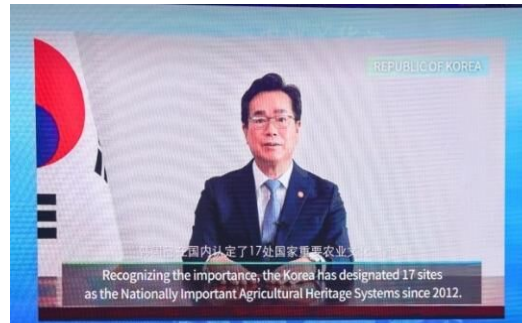 REPUBLIC OF KOREA
国内认定了17处国家重要农业文
Recognizing the importance, the Korea has designated 17 sites
as the Nationally Important Agricultural Heritage Systems since 2012.